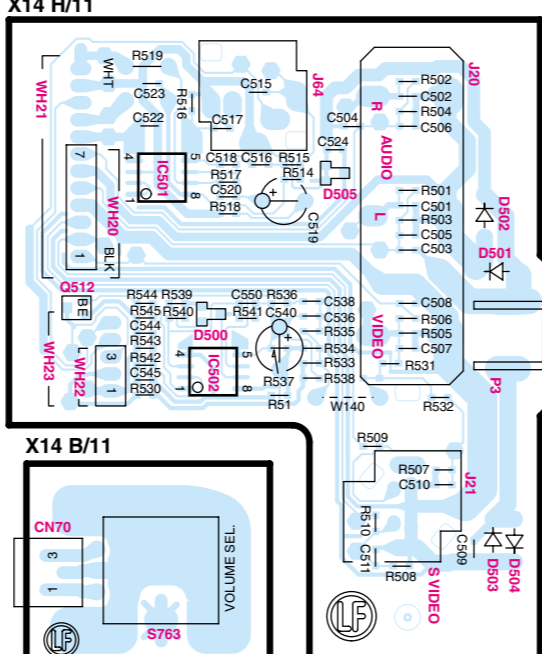 X14 H/11
WH21
WHT
R519
C523
C522
R516
C515
C517
J64
R502
C502
R504
C506
J20
R
AUDIO
L
C504
C524
7
1
WH20
BLK
4
5
IC501
1
8
C518
C516
R515
R517
R514
C520
R518
+
C519
D505
R501
C501
R503
C505
C503
D502
D501
Q512
BE
R544
R539
R545
R540
C544
R543
R542
C545
R530
D500
C550
R536
R541
C540
+
C538
C536
R535
R534
R533
R538
4
5
IC502
1
8
R537
R51
WH23
WH22
3
1
VIDEO
C508
R506
R505
C507
R531
P3
W140
R532
X14 B/11
CN70
3
1
VOLUME SEL.
S763
LF
R509
R507
C510
J21
R510
C511
R508
C509
S VIDEO
D503
D504
LF